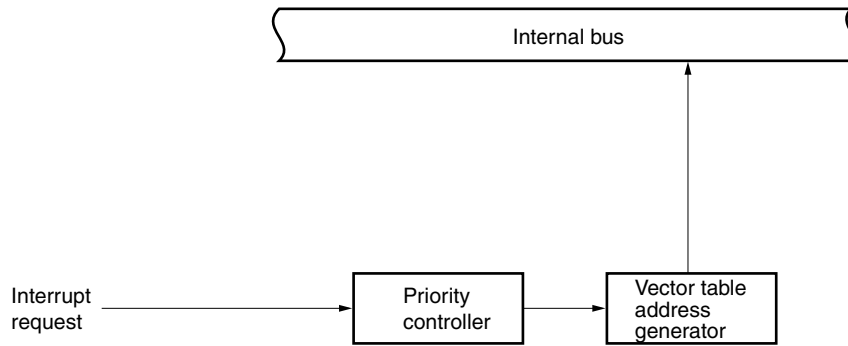 Internal bus
Interrupt
request
Priority
controller
Vector table
address
generator